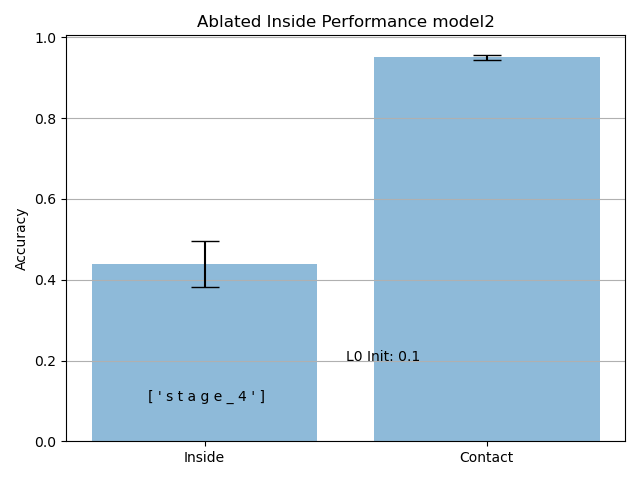 Ablated Inside Performance model2
Accuracy
1.0
0.8
0.6
0.4
0.2
0.0
L0 Init: 0.1
[ ' s t a g e _ 4 ' ]
Inside
Contact